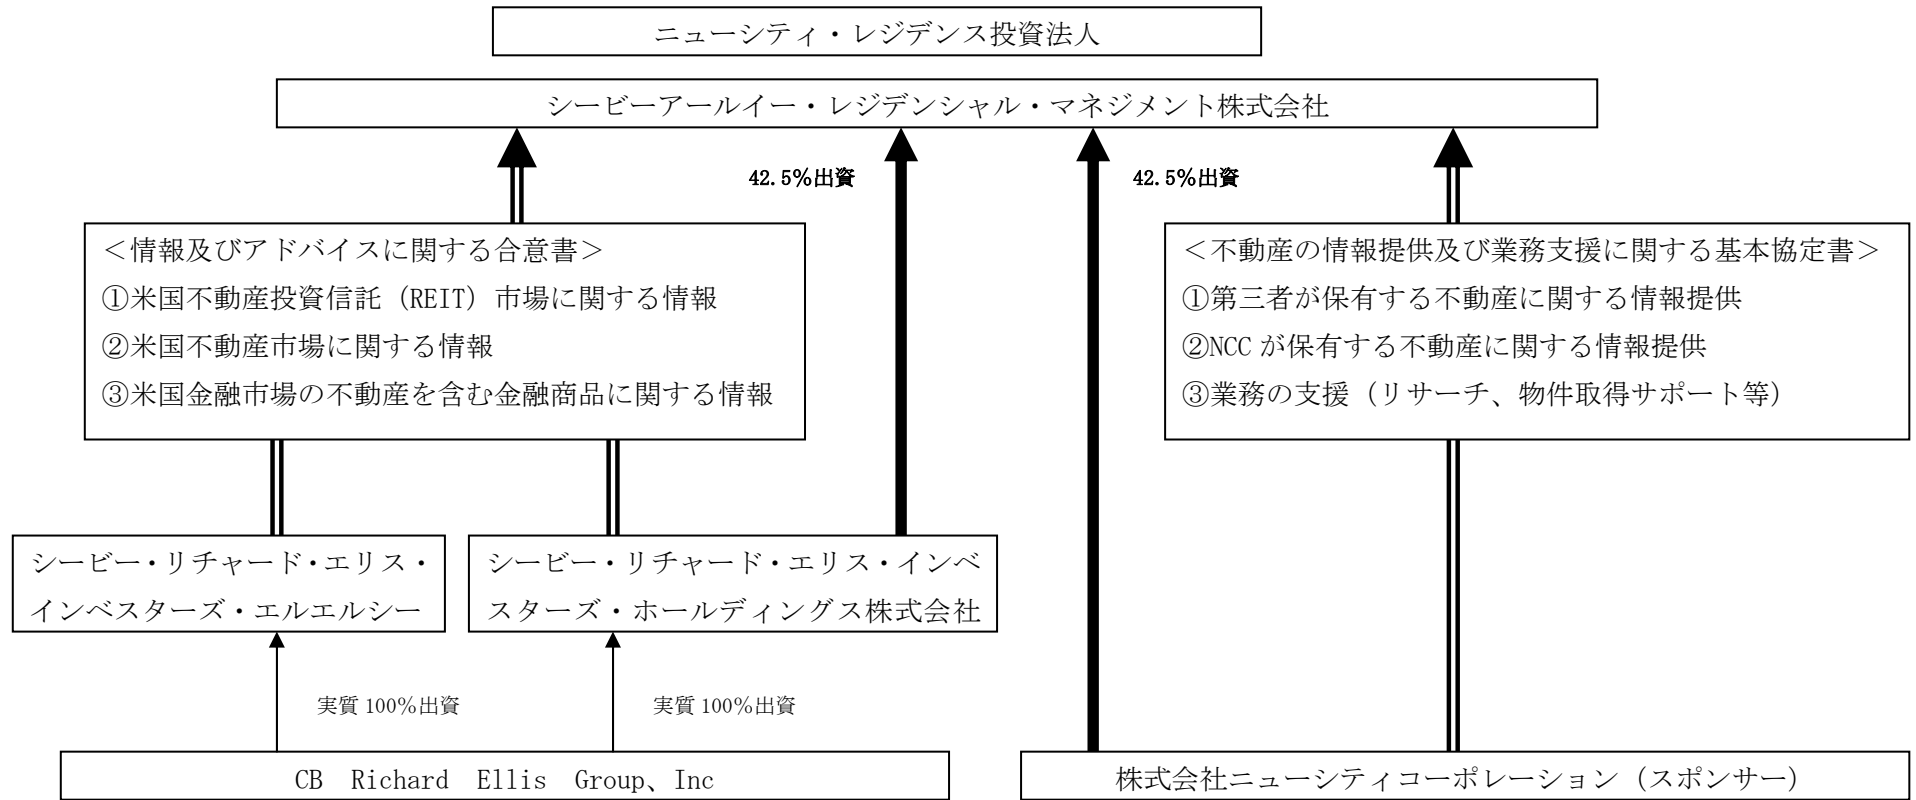 ニューシティ・レジデンス投資法人
シービーアールイー・レジデンシャル・マネジメント株式会社
42.5%出資
42.5%出資
＜情報及びアドバイスに関する合意書＞
①米国不動産投資信託（REIT）市場に関する情報
②米国不動産市場に関する情報
③米国金融市場の不動産を含む金融商品に関する情報
＜不動産の情報提供及び業務支援に関する基本協定書＞
①第三者が保有する不動産に関する情報提供
②NCCが保有する不動産に関する情報提供
③業務の支援（リサーチ、物件取得サポート等）
シービー・リチャード・エリス・
インベスターズ・エルエルシー
シービー・リチャード・エリス・インベ
スターズ・ホールディングス株式会社
実質100%出資
実質100%出資
CB Richard Ellis Group、Inc
株式会社ニューシティコーポレーション（スポンサー）